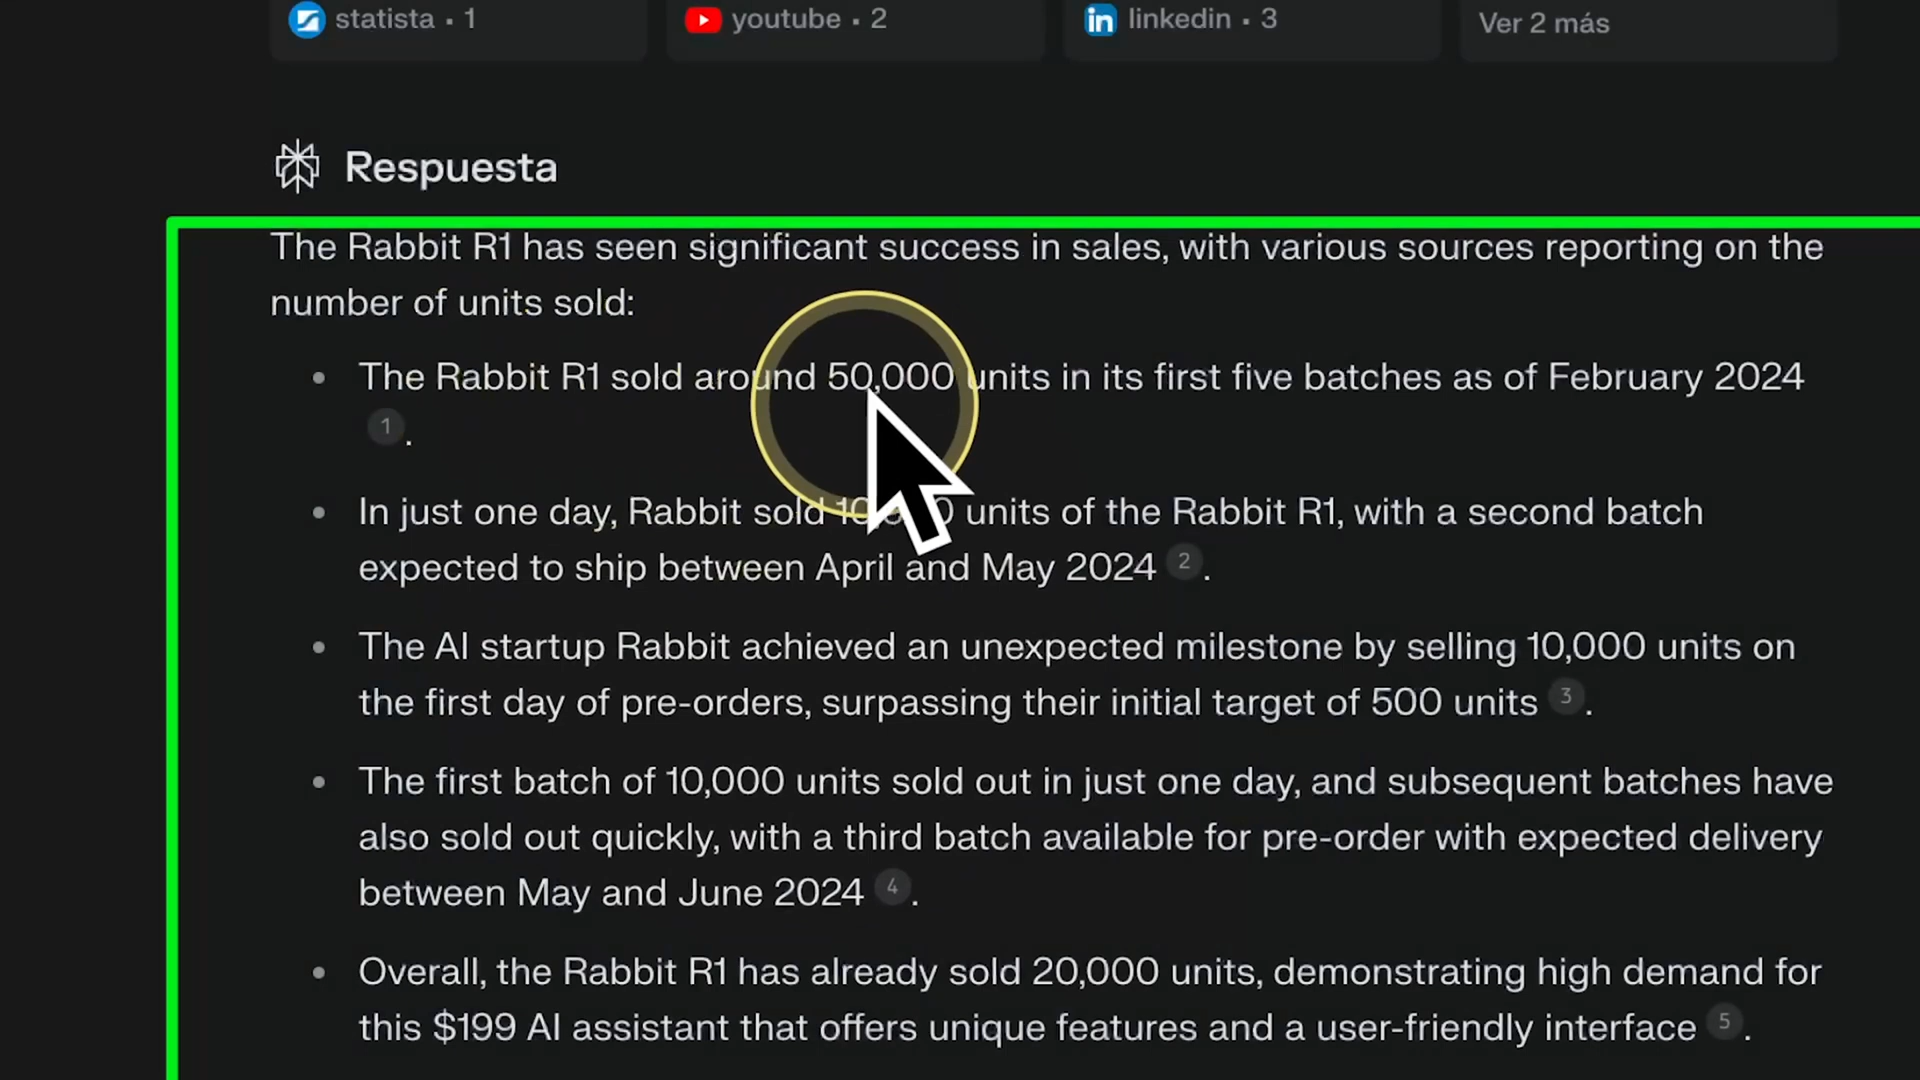 statista · 1
youtube · 2
linkedin · 3
Ver 2 más
Respuesta
The Rabbit R1 has seen significant success in sales, with various sources reporting on the
number of units sold:
• The Rabbit R1 sold around 50,000 units in its first five batches as of February 2024
1.
• In just one day, Rabbit sold units of the Rabbit R1, with a second batch
expected to ship between April and May 2024 2.
• The AI startup Rabbit achieved an unexpected milestone by selling 10,000 units on
the first day of pre-orders, surpassing their initial target of 500 units 3.
• The first batch of 10,000 units sold out in just one day, and subsequent batches have
also sold out quickly, with a third batch available for pre-order with expected delivery
between May and June 2024 4.
• Overall, the Rabbit R1 has already sold 20,000 units, demonstrating high demand for
this $199 AI assistant that offers unique features and a user-friendly interface 5.